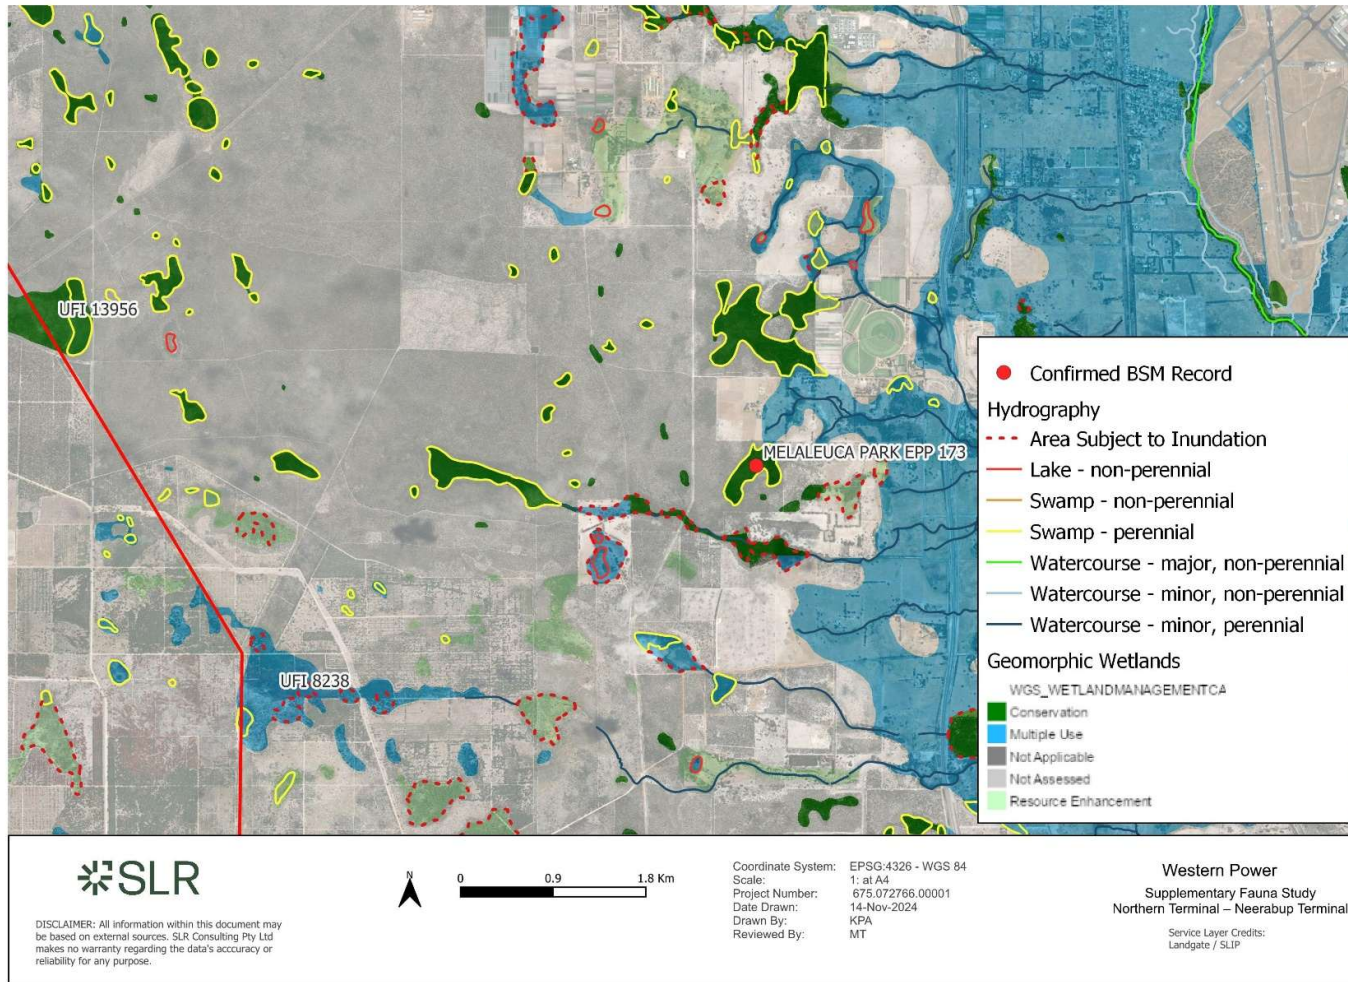 UFI 13956
MELALEUCA PARK EPP 173
UFI 8238
Confirmed BSM Record
Hydrography
Area Subject to Inundation
Lake - non-perennial
Swamp - non-perennial
Swamp - perennial
Watercourse - major, non-perennial
Watercourse - minor, non-perennial
Watercourse - minor, perennial
Geomorphic Wetlands
WGS_WETLANDMANAGEMENTCA
Conservation
Multiple Use
Not Applicable
Not Assessed
Resource Enhancement
SLR
DISCLAIMER: All information within this document may
be based on external sources. SLR Consulting Pty Ltd
makes no warranty regarding the data's acccuracy or
reliability for any purpose.
N
0 0.9 1.8 Km
Coordinate System: EPSG:4326 - WGS 84
Scale: 1: at A4
Project Number: 675.072766.00001
Date Drawn: 14-Nov-2024
Drawn By: KPA
Reviewed By: MT
Western Power
Supplementary Fauna Study
Northern Terminal – Neerabup Terminal
Service Layer Credits:
Landgate / SLIP